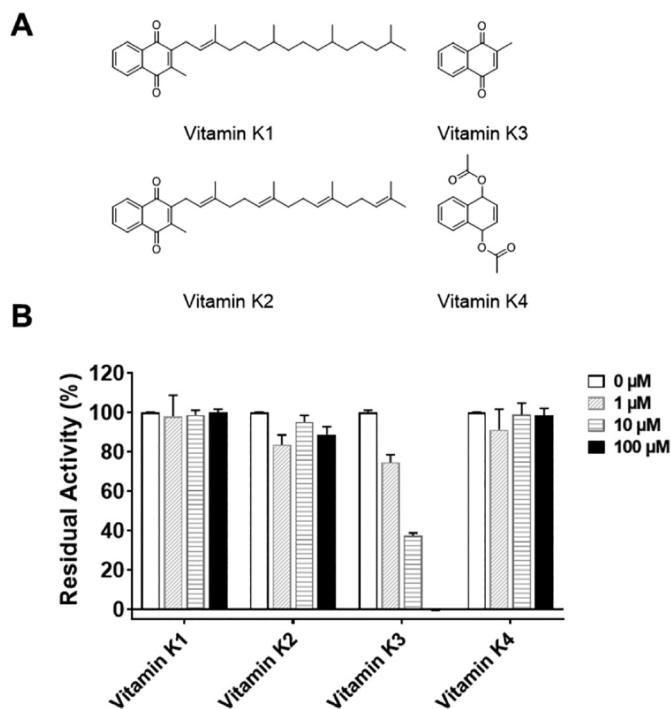 A
O
O
Vitamin K1
O
O
Vitamin K3
O
O
Vitamin K2
O
O
O
O
Vitamin K4
B
Residual Activity (%)
120
100
80
60
40
20
0
Vitamin K1
Vitamin K2
Vitamin K3
Vitamin K4
0 µM
1 µM
10 µM
100 µM